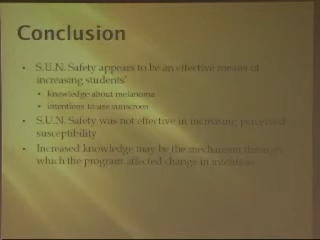 Conclusion
• S.U.N. Safety appears to be an effective means of
increasing students'
• knowledge about melanoma
• intentions to use sunscreen
• S.U.N. Safety was not effective in increasing perceived
susceptibility
• Increased knowledge may be the mechanism through
which the program affected change in intentions